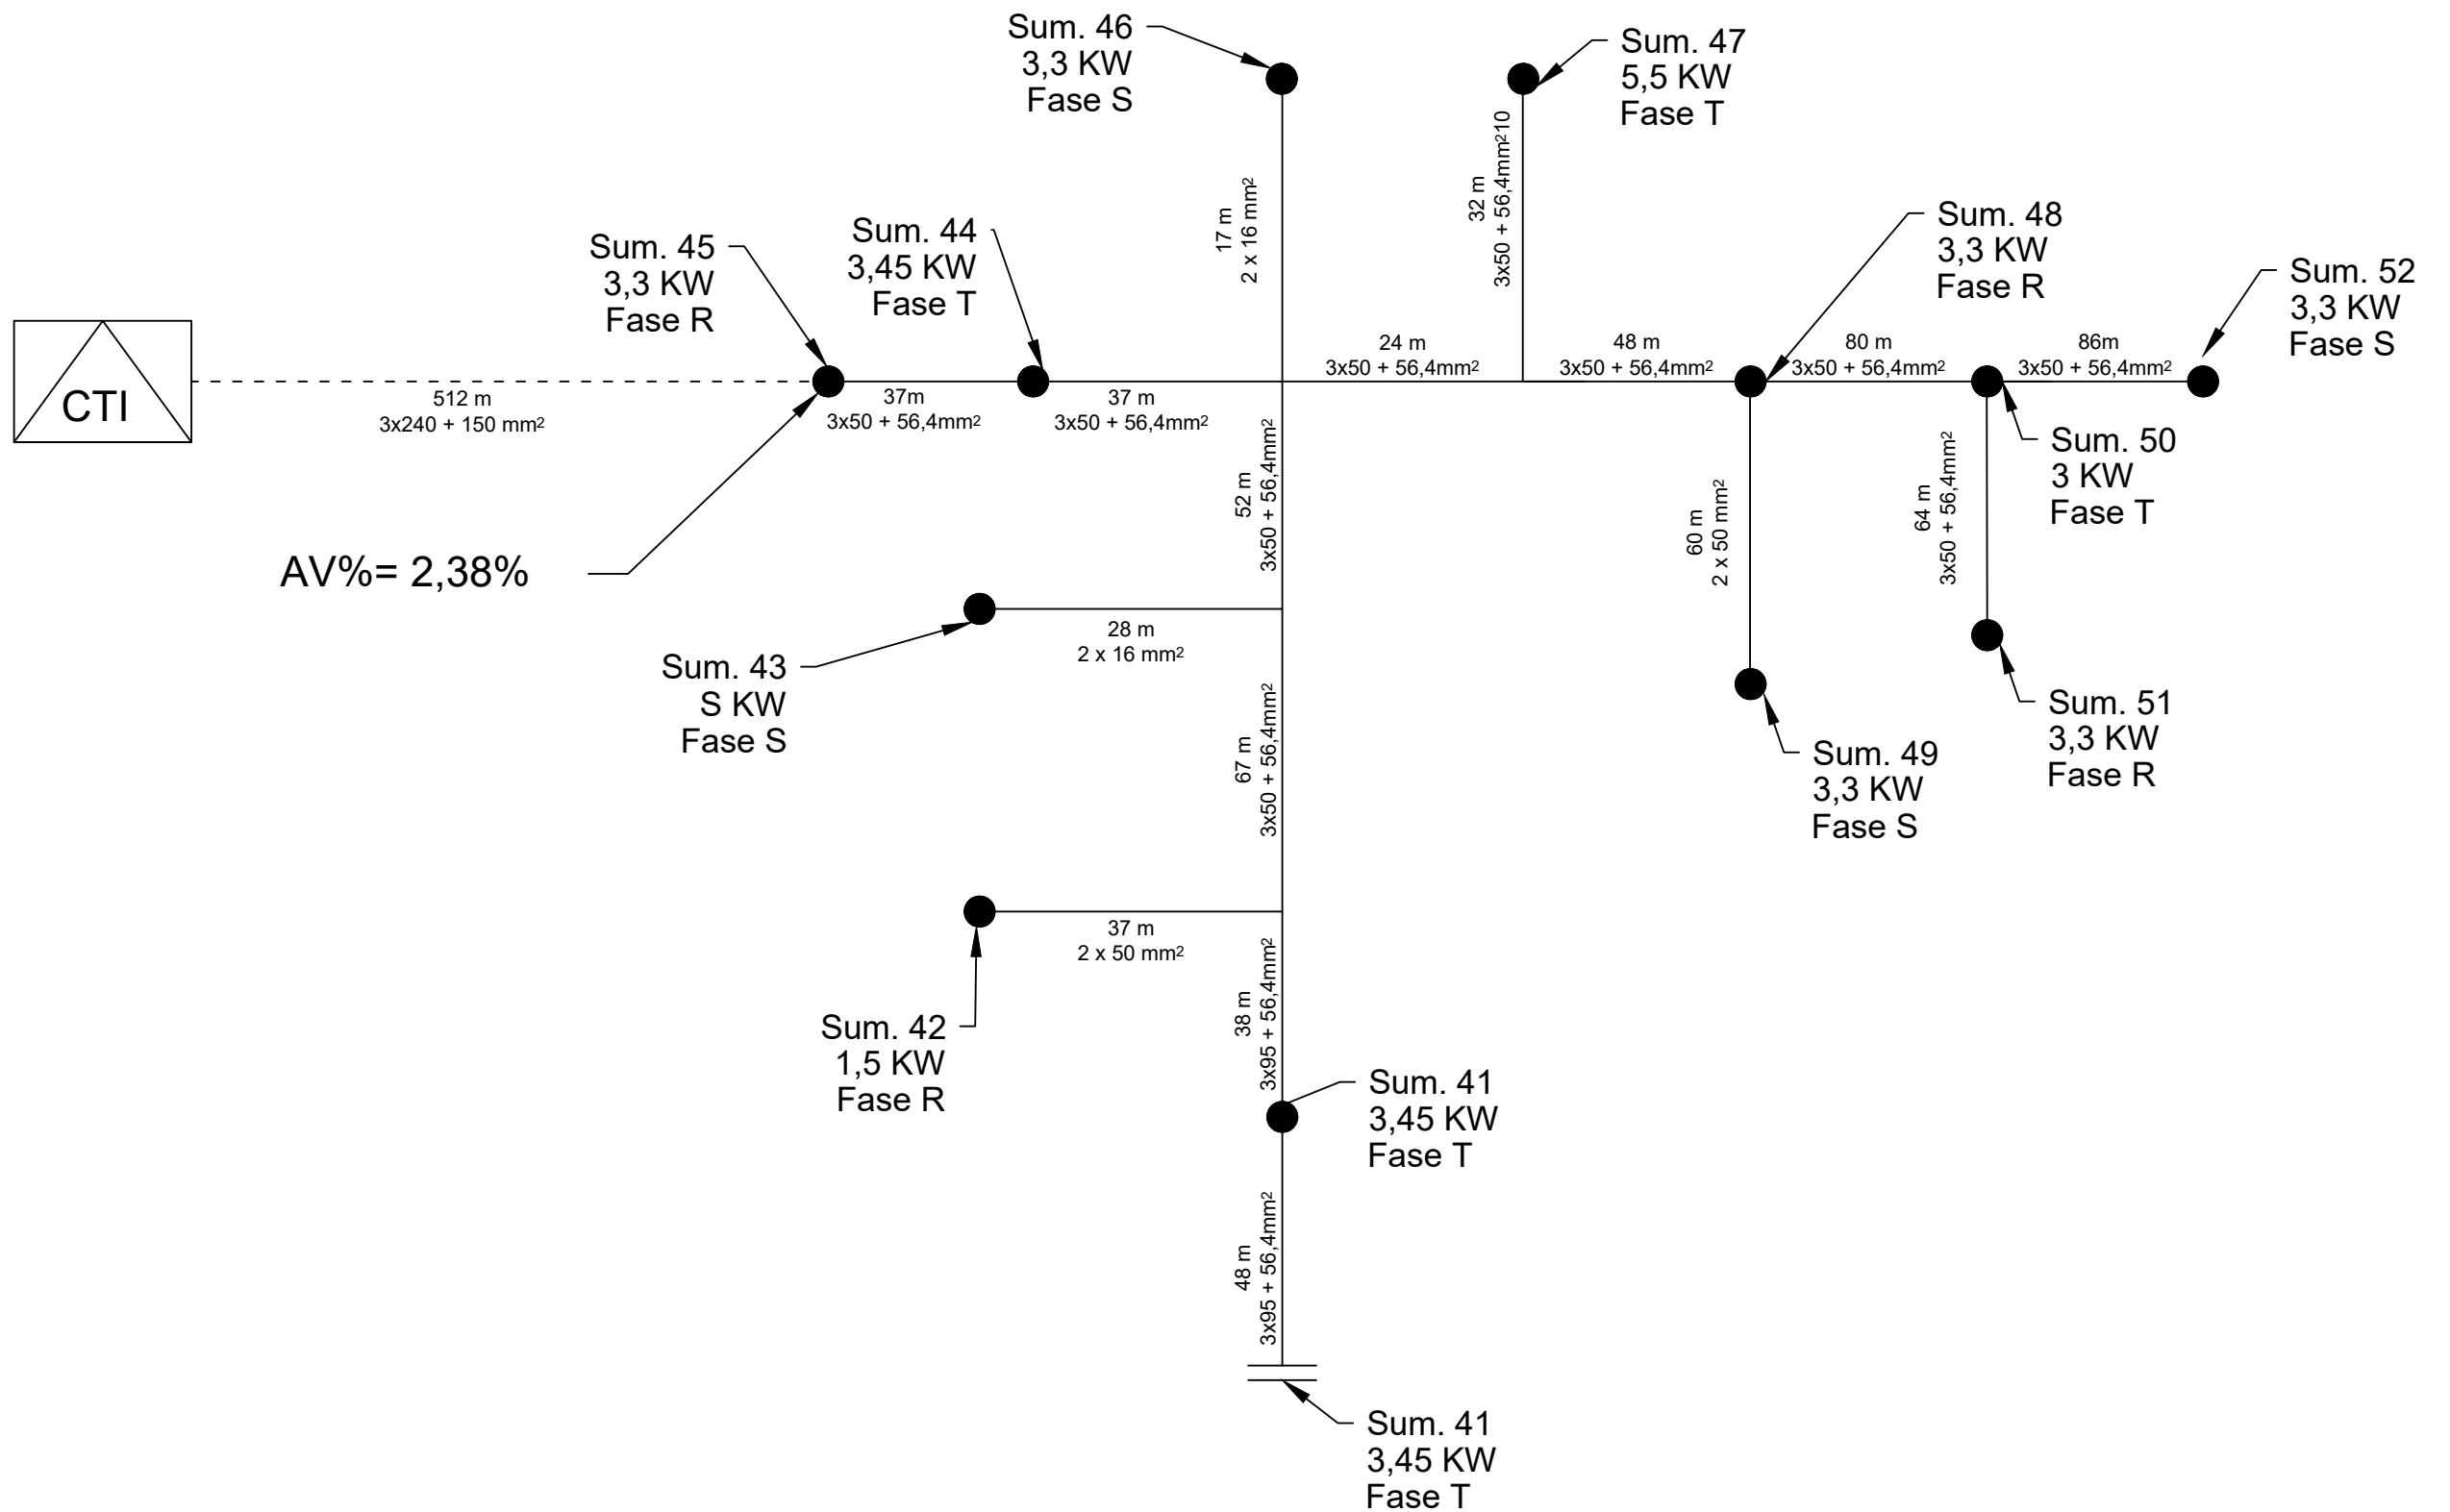 Sum. 46
3,3 KW
Fase S
Sum. 47
5,5 KW
Fase T
17 m
2 x 16 mm²
32 m
3x50 + 56,4mm²10
Sum. 45
3,3 KW
Fase R
Sum. 44
3,45 KW
Fase T
Sum. 48
3,3 KW
Fase R
Sum. 52
3,3 KW
Fase S
CTI
512 m
3x240 + 150 mm²
37m
3x50 + 56,4mm²
37 m
3x50 + 56,4mm²
24 m
3x50 + 56,4mm²
48 m
3x50 + 56,4mm²
80 m
3x50 + 56,4mm²
86m
3x50 + 56,4mm²
Sum. 50
3 KW
Fase T
52 m
3x50 + 56,4mm²
60 m
2 x 50 mm²
64 m
3x50 + 56,4mm²
AV%= 2,38%
28 m
2 x 16 mm²
Sum. 43
S KW
Fase S
67 m
3x50 + 56,4mm²
Sum. 49
3,3 KW
Fase S
Sum. 51
3,3 KW
Fase R
37 m
2 x 50 mm²
Sum. 42
1,5 KW
Fase R
38 m
3x95 + 56,4mm²
Sum. 41
3,45 KW
Fase T
48 m
3x95 + 56,4mm²
Sum. 41
3,45 KW
Fase T